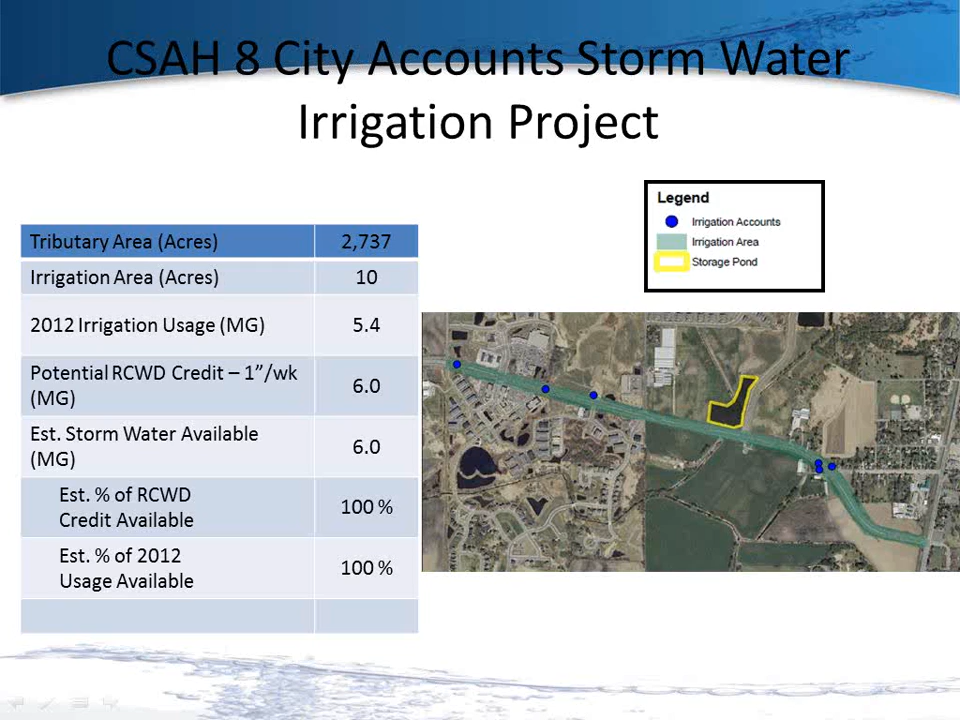 CSAH 8 City Accounts Storm Water
Irrigation Project
Legend
Irrigation Accounts
Irrigation Area
Storage Pond
Tributary Area (Acres) 2,737
Irrigation Area (Acres) 10
2012 Irrigation Usage (MG) 5.4
Potential RCWD Credit – 1”/wk
(MG) 6.0
Est. Storm Water Available
(MG) 6.0
Est. % of RCWD
Credit Available 100 %
Est. % of 2012
Usage Available 100 %